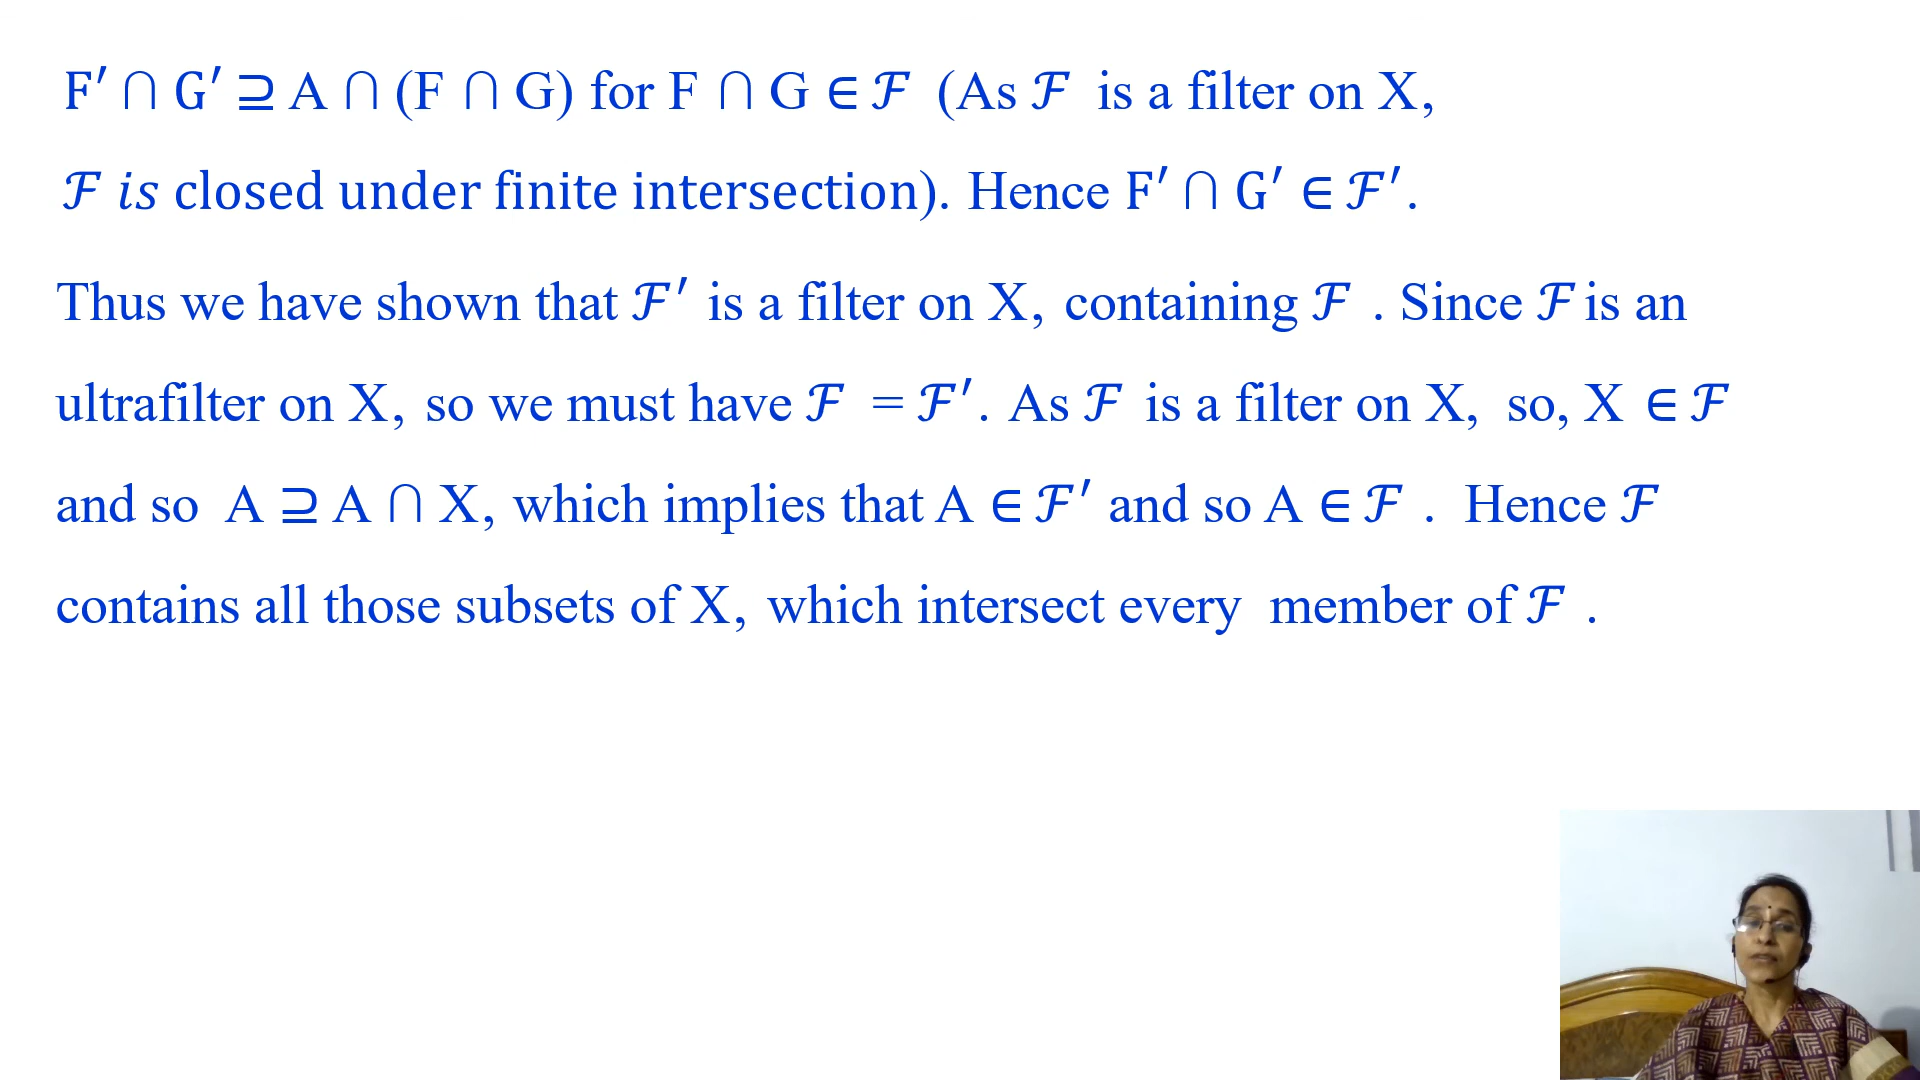 F′ ∩ G′ ⊇ A ∩ (F ∩ G) for F ∩ G ∈ ℱ (As ℱ is a filter on X,
ℱ is closed under finite intersection). Hence F′ ∩ G′ ∈ ℱ′.
Thus we have shown that ℱ′ is a filter on X, containing ℱ . Since ℱ is an
ultrafilter on X, so we must have ℱ = ℱ′. As ℱ is a filter on X, so, X ∈ ℱ
and so A ⊇ A ∩ X, which implies that A ∈ ℱ′ and so A ∈ ℱ . Hence ℱ
contains all those subsets of X, which intersect every member of ℱ .